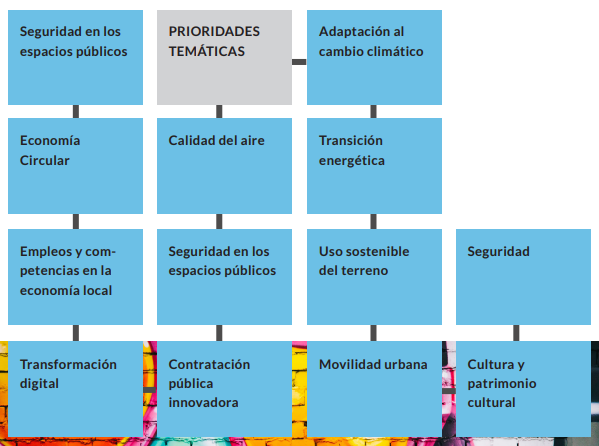 Seguridad en los
espacios públicos
PRIORIDADES
TEMÁTICAS
Adaptación al
cambio climático
Economía
Circular
Calidad del aire
Transición
energética
Empleos y com-
petencias en la
economía local
Seguridad en los
espacios públicos
Uso sostenible
del terreno
Seguridad
Transformación
digital
Contratación
pública
innovadora
Movilidad urbana
Cultura y
patrimonio
cultural